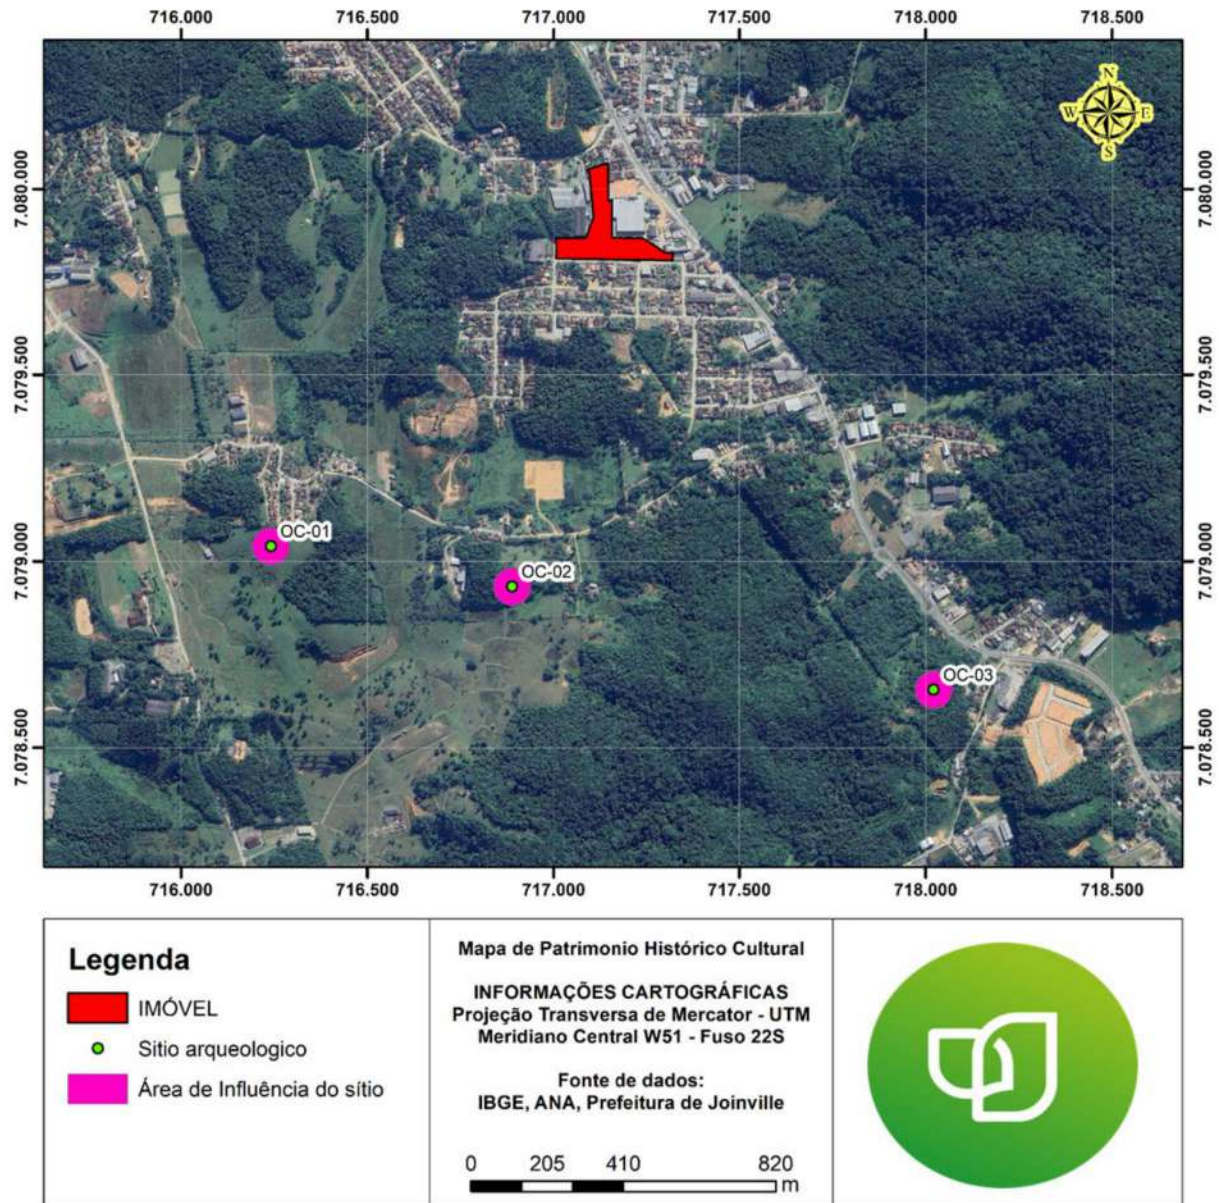 716.000 716.500 717.000 717.500 718.000 718.500
N
W E
S
7.080.000 7.080.000
7.079.500 7.079.500
OC-01
7.079.000 7.079.000
OC-02
OC-03
7.078.500 7.078.500
716.000 716.500 717.000 717.500 718.000 718.500
Legenda
IMÓVEL
Sitio arqueologico
Área de Influência do sítio
Mapa de Patrimonio Histórico Cultural
INFORMAÇÕES CARTOGRÁFICAS
Projeção Transversa de Mercator - UTM
Meridiano Central W51 - Fuso 22S
Fonte de dados:
IBGE, ANA, Prefeitura de Joinville
0 205 410 820
m